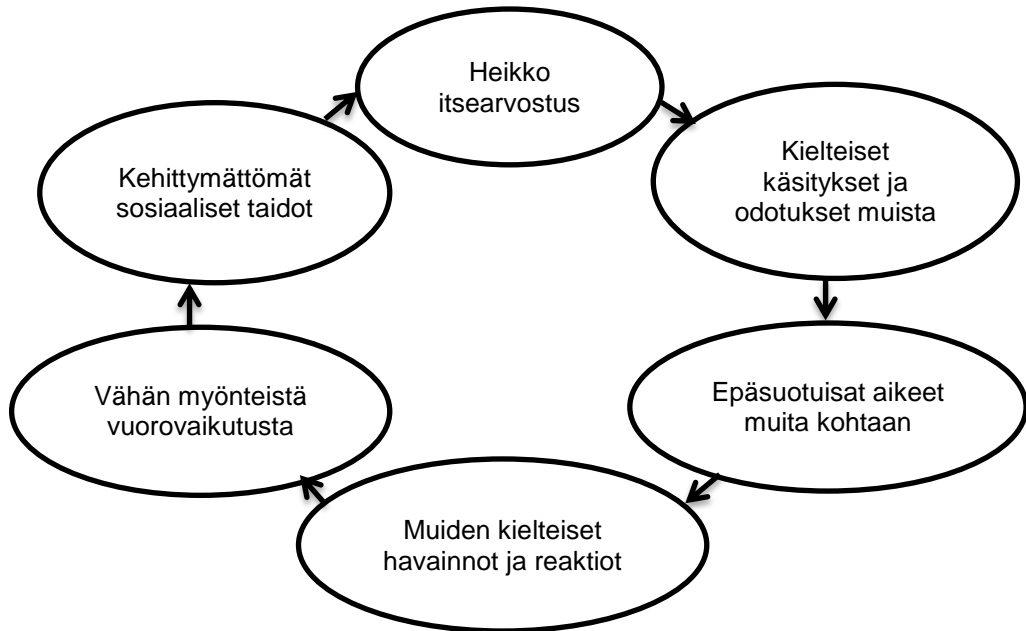 Heikko
itsearvostus
Kielteiset
käsitykset ja
odotukset muista
Epäsuotuisat aikeet
muita kohtaan
Muiden kielteiset
havainnot ja reaktiot
Vähän myönteistä
vuorovaikutusta
Kehittymättömät
sosiaaliset taidot